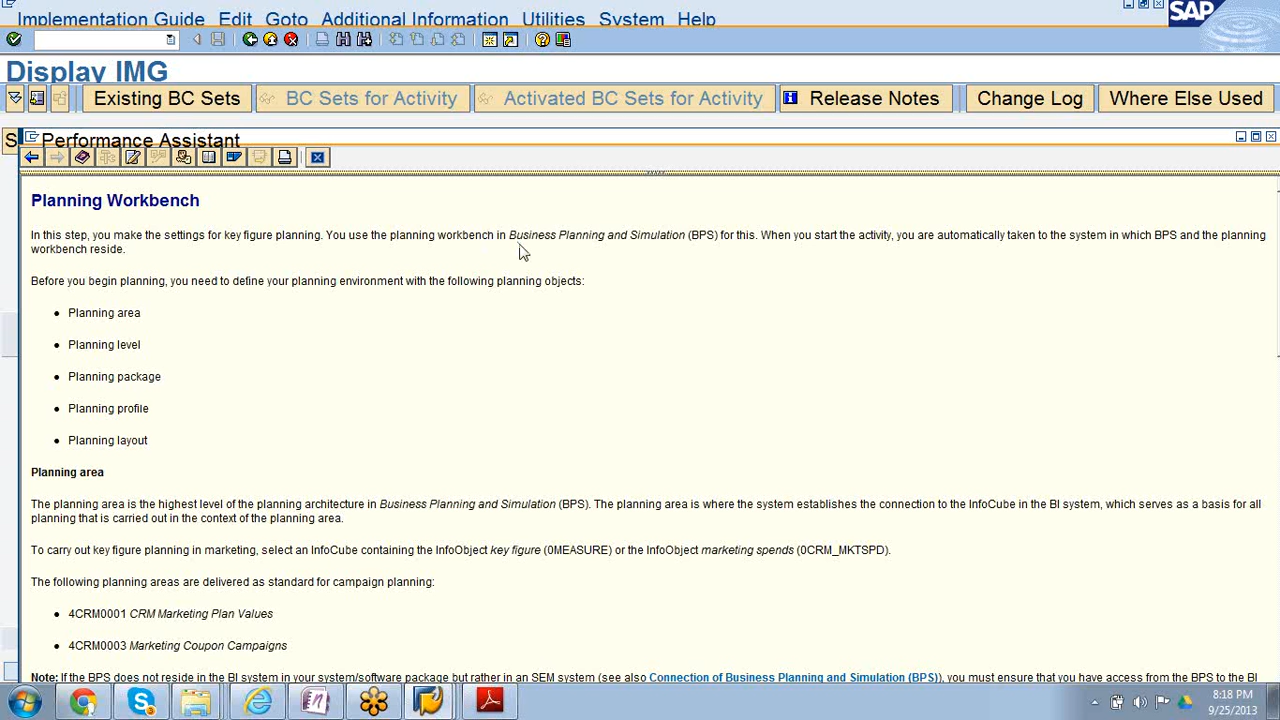 Implementation Guide Edit Goto Additional Information Utilities System Help
SAP
Display IMG
Existing BC Sets BC Sets for Activity Activated BC Sets for Activity Release Notes Change Log Where Else Used
S Performance Assistant
Planning Workbench
In this step, you make the settings for key figure planning. You use the planning workbench in Business Planning and Simulation (BPS) for this. When you start the activity, you are automatically taken to the system in which BPS and the planning
workbench reside.
Before you begin planning, you need to define your planning environment with the following planning objects:
• Planning area
• Planning level
• Planning package
• Planning profile
• Planning layout
Planning area
The planning area is the highest level of the planning architecture in Business Planning and Simulation (BPS). The planning area is where the system establishes the connection to the InfoCube in the BI system, which serves as a basis for all
planning that is carried out in the context of the planning area.
To carry out key figure planning in marketing, select an InfoCube containing the InfoObject key figure (0MEASURE) or the InfoObject marketing spends (0CRM_MKTSPD).
The following planning areas are delivered as standard for campaign planning:
• 4CRM0001 CRM Marketing Plan Values
• 4CRM0003 Marketing Coupon Campaigns
Note: If the BPS does not reside in the BI system in your system/software package but rather in an SEM system (see also Connection of Business Planning and Simulation (BPS)), you must ensure that you have access from the BPS to the BI
8:18 PM
9/25/2013